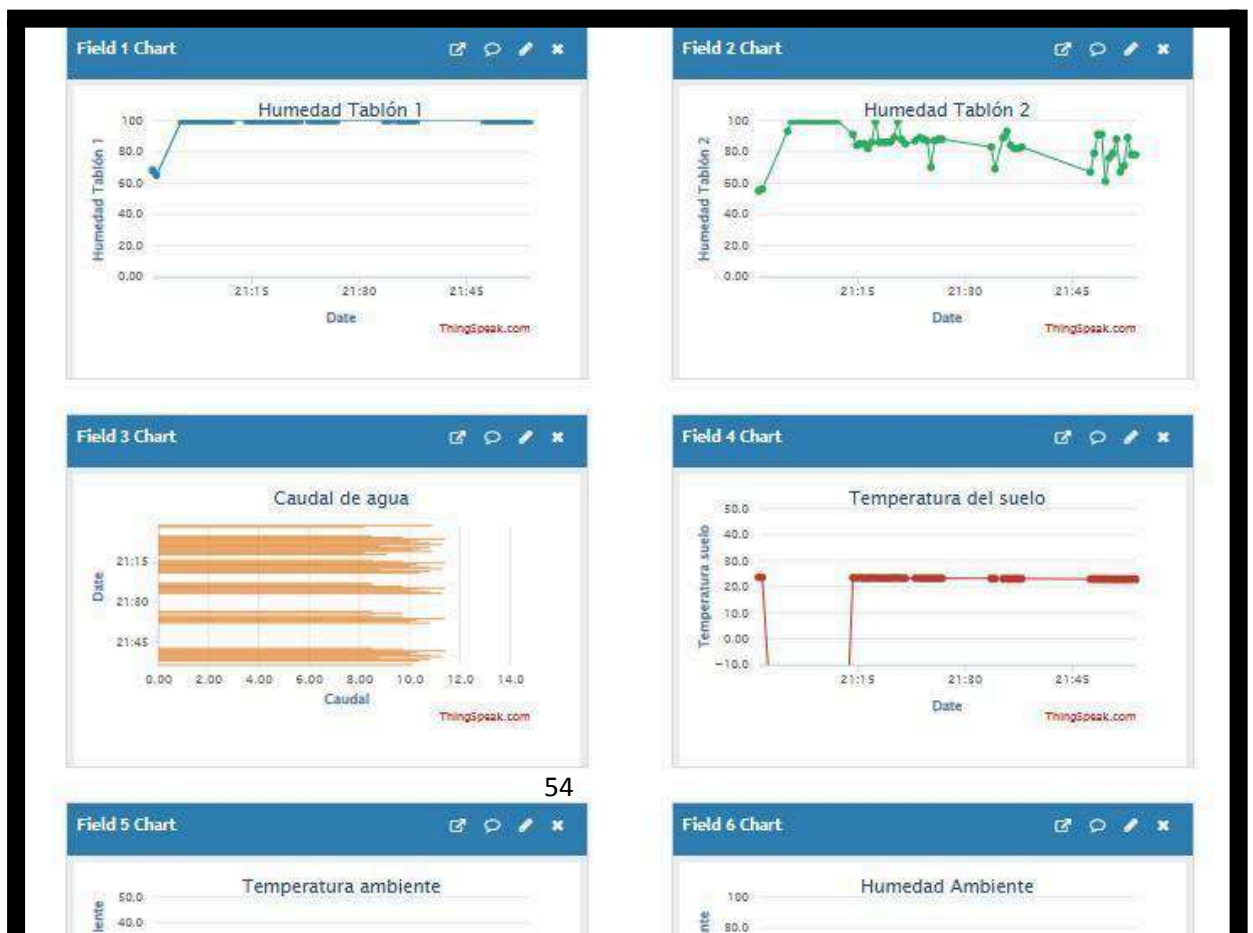 Field 1 Chart
Humedad Tablón 1
Humedad Tablón 1
100
80.0
60.0
40.0
20.0
0.00
21:15 21:30 21:45
Date
ThingSpeak.com
Field 2 Chart
Humedad Tablón 2
Humedad Tablón 2
100
80.0
60.0
40.0
20.0
0.00
21:15 21:30 21:45
Date
ThingSpeak.com
Field 3 Chart
Caudal de agua
Date
21:15
21:30
21:45
0.00 2.00 4.00 6.00 8.00 10.0 12.0 14.0
Caudal
ThingSpeak.com
Field 4 Chart
Temperatura del suelo
Temperatura suelo
50.0
40.0
30.0
20.0
10.0
0.00
-10.0
21:15 21:30 21:45
Date
ThingSpeak.com
54
Field 5 Chart
Temperatura ambiente
50.0
40.0
Field 6 Chart
Humedad Ambiente
100
80.0